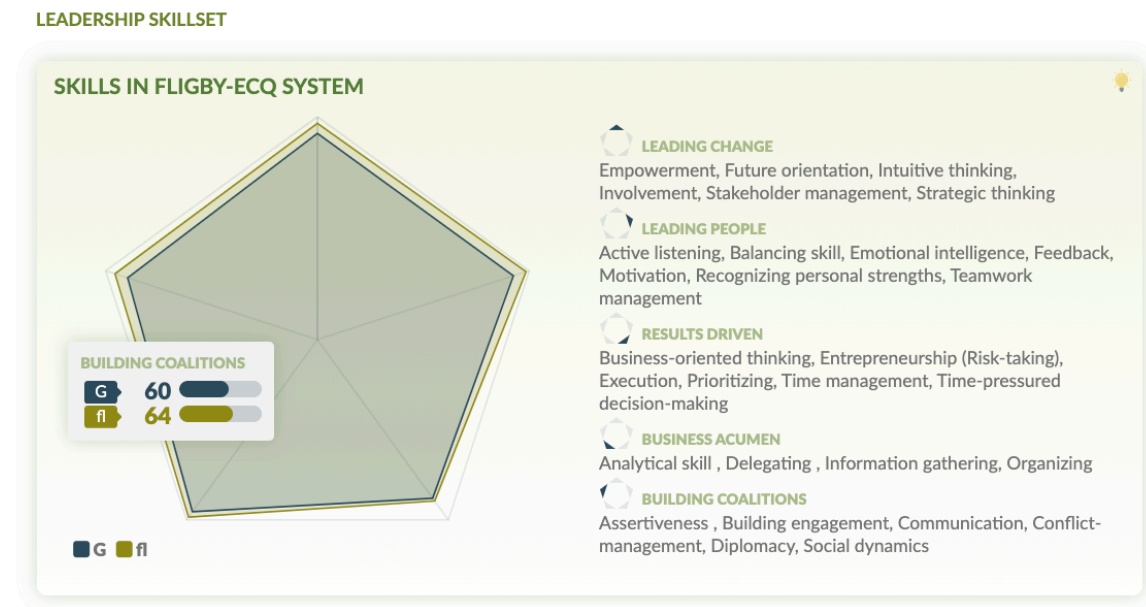 LEADERSHIP SKILLSET
SKILLS IN FLIGBY-ECQ SYSTEM
LEADING CHANGE
Empowerment, Future orientation, Intuitive thinking,
Involvement, Stakeholder management, Strategic thinking
LEADING PEOPLE
Active listening, Balancing skill, Emotional intelligence, Feedback,
Motivation, Recognizing personal strengths, Teamwork
management
RESULTS DRIVEN
Business-oriented thinking, Entrepreneurship (Risk-taking),
Execution, Prioritizing, Time management, Time-pressured
decision-making
BUSINESS ACUMEN
Analytical skill , Delegating , Information gathering, Organizing
BUILDING COALITIONS
Assertiveness , Building engagement, Communication, Conflict-
management, Diplomacy, Social dynamics
BUILDING COALITIONS
G 60
fl 64
G fl